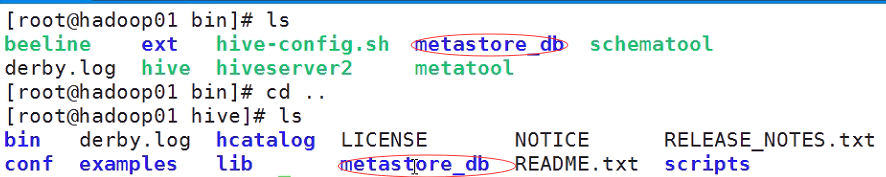 [root@hadoop01 bin]# ls
beeline ext hive-config.sh metastore_db schematool
derby.log hive hiveserver2 metatool
[root@hadoop01 bin]# cd ..
[root@hadoop01 hive]# ls
bin derby.log hcatalog LICENSE NOTICE RELEASE_NOTES.txt
conf examples lib metastore_db README.txt scripts